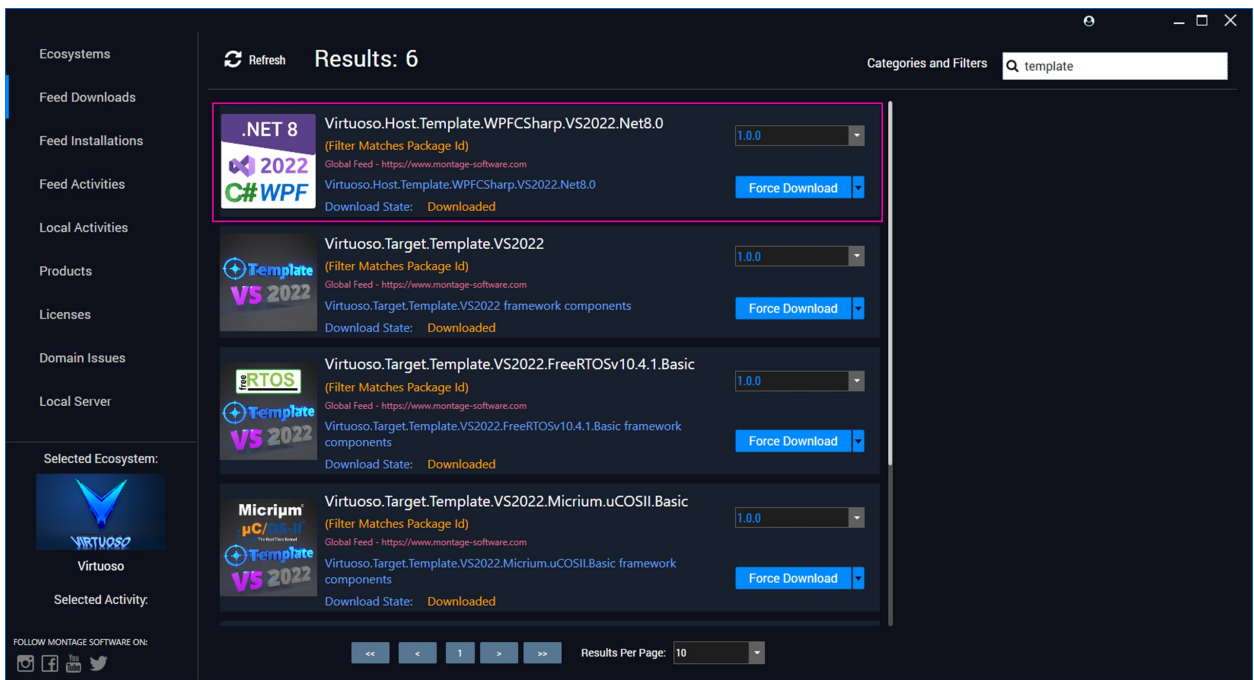 Ecosystems
Feed Downloads
Feed Installations
Feed Activities
Local Activities
Products
Licenses
Domain Issues
Local Server
Selected Ecosystem:
VIRTUOSO
Virtuoso
Selected Activity:
FOLLOW MONTAGE SOFTWARE ON:
You
Tube
Refresh
Results: 6
Categories and Filters
template
.NET 8
2022
C# WPF
Virtuoso.Host.Template.WPFCSharp.VS2022.Net8.0
(Filter Matches Package Id)
Global Feed - https://www.montage-software.com
Virtuoso.Host.Template.WPFCSharp.VS2022.Net8.0
Download State: Downloaded
1.0.0
Force Download
Template
VS 2022
Virtuoso.Target.Template.VS2022
(Filter Matches Package Id)
Global Feed - https://www.montage-software.com
Virtuoso.Target.Template.VS2022 framework components
Download State: Downloaded
1.0.0
Force Download
free RTOS
Template
VS 2022
Virtuoso.Target.Template.VS2022.FreeRTOSv10.4.1.Basic
(Filter Matches Package Id)
Global Feed - https://www.montage-software.com
Virtuoso.Target.Template.VS2022.FreeRTOSv10.4.1.Basic framework
components
Download State: Downloaded
1.0.0
Force Download
Micriµm
µC/OS-II
The Real-Time Kernel
Template
VS 2022
Virtuoso.Target.Template.VS2022.Micrium.uCOSII.Basic
(Filter Matches Package Id)
Global Feed - https://www.montage-software.com
Virtuoso.Target.Template.VS2022.Micrium.uCOSII.Basic framework
components
Download State: Downloaded
1.0.0
Force Download
<< < 1 > >>
Results Per Page: 10